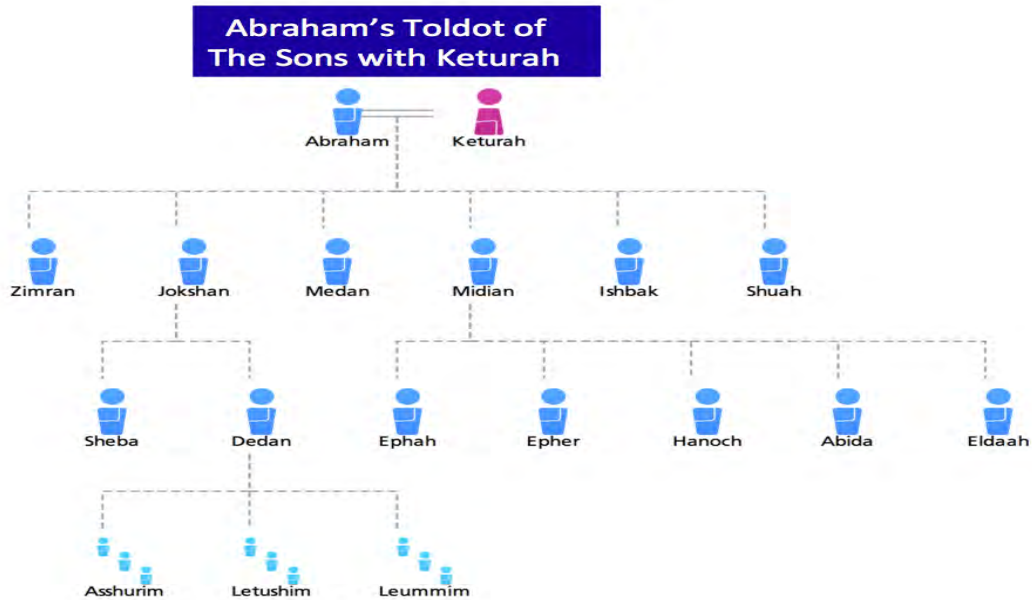 Abraham’s Toldot of
The Sons with Keturah
Abraham Keturah
Zimran Jokshan Medan Midian Ishbak Shuah
Sheba Dedan Ephah Epher Hanoch Abida Eldaah
Asshurim Letushim Leummim